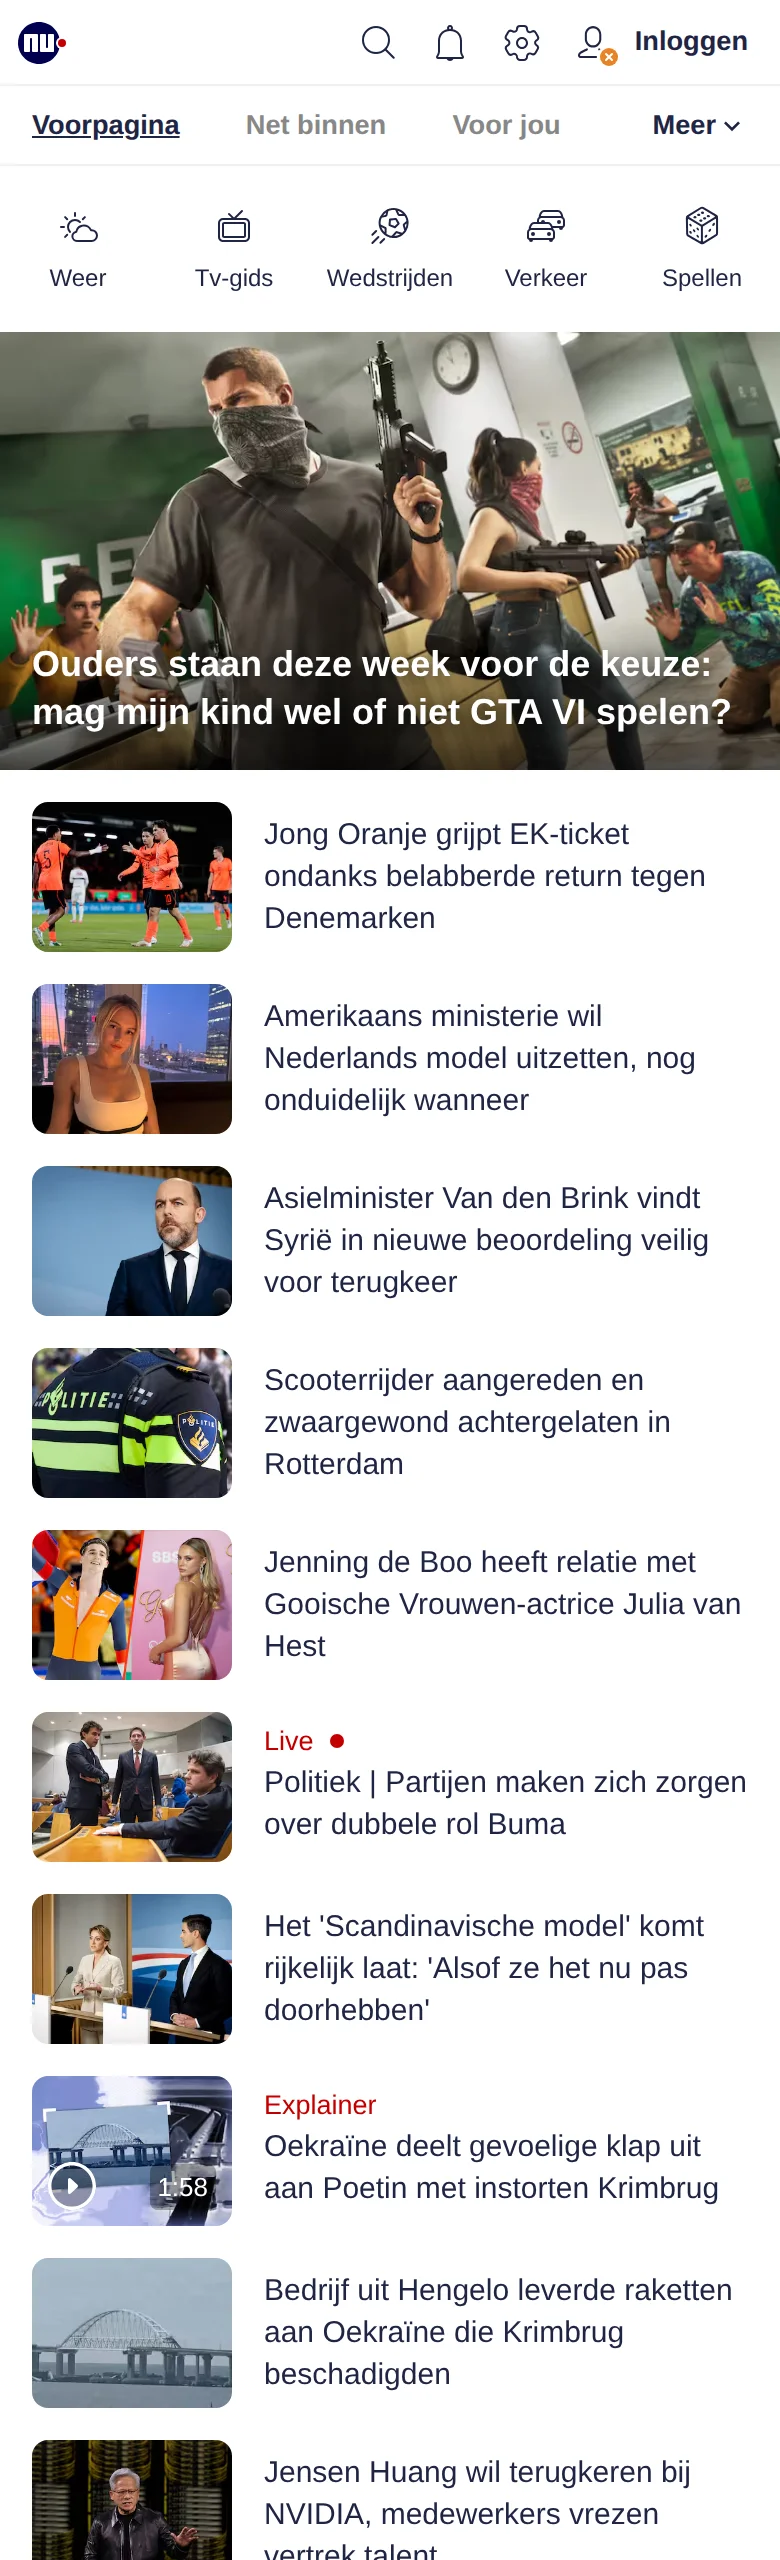 nu
Inloggen
Voorpagina
Net binnen
Voor jou
Meer
Weer
Tv-gids
Wedstrijden
Verkeer
Spellen
Ouders staan deze week voor de keuze:
mag mijn kind wel of niet GTA VI spelen?
Jong Oranje grijpt EK-ticket
ondanks belabberde return tegen
Denemarken
Amerikaans ministerie wil
Nederlands model uitzetten, nog
onduidelijk wanneer
Asielminister Van den Brink vindt
Syrië in nieuwe beoordeling veilig
voor terugkeer
POLITIE
POLITIE
Scooterrijder aangereden en
zwaargewond achtergelaten in
Rotterdam
SBS
Jenning de Boo heeft relatie met
Gooische Vrouwen-actrice Julia van
Hest
Live
Politiek | Partijen maken zich zorgen
over dubbele rol Buma
Het 'Scandinavische model' komt
rijkelijk laat: 'Alsof ze het nu pas
doorhebben'
1:58
Explainer
Oekraïne deelt gevoelige klap uit
aan Poetin met instorten Krimbrug
Bedrijf uit Hengelo leverde raketten
aan Oekraïne die Krimbrug
beschadigden
Jensen Huang wil terugkeren bij
NVIDIA, medewerkers vrezen
vertrek talent